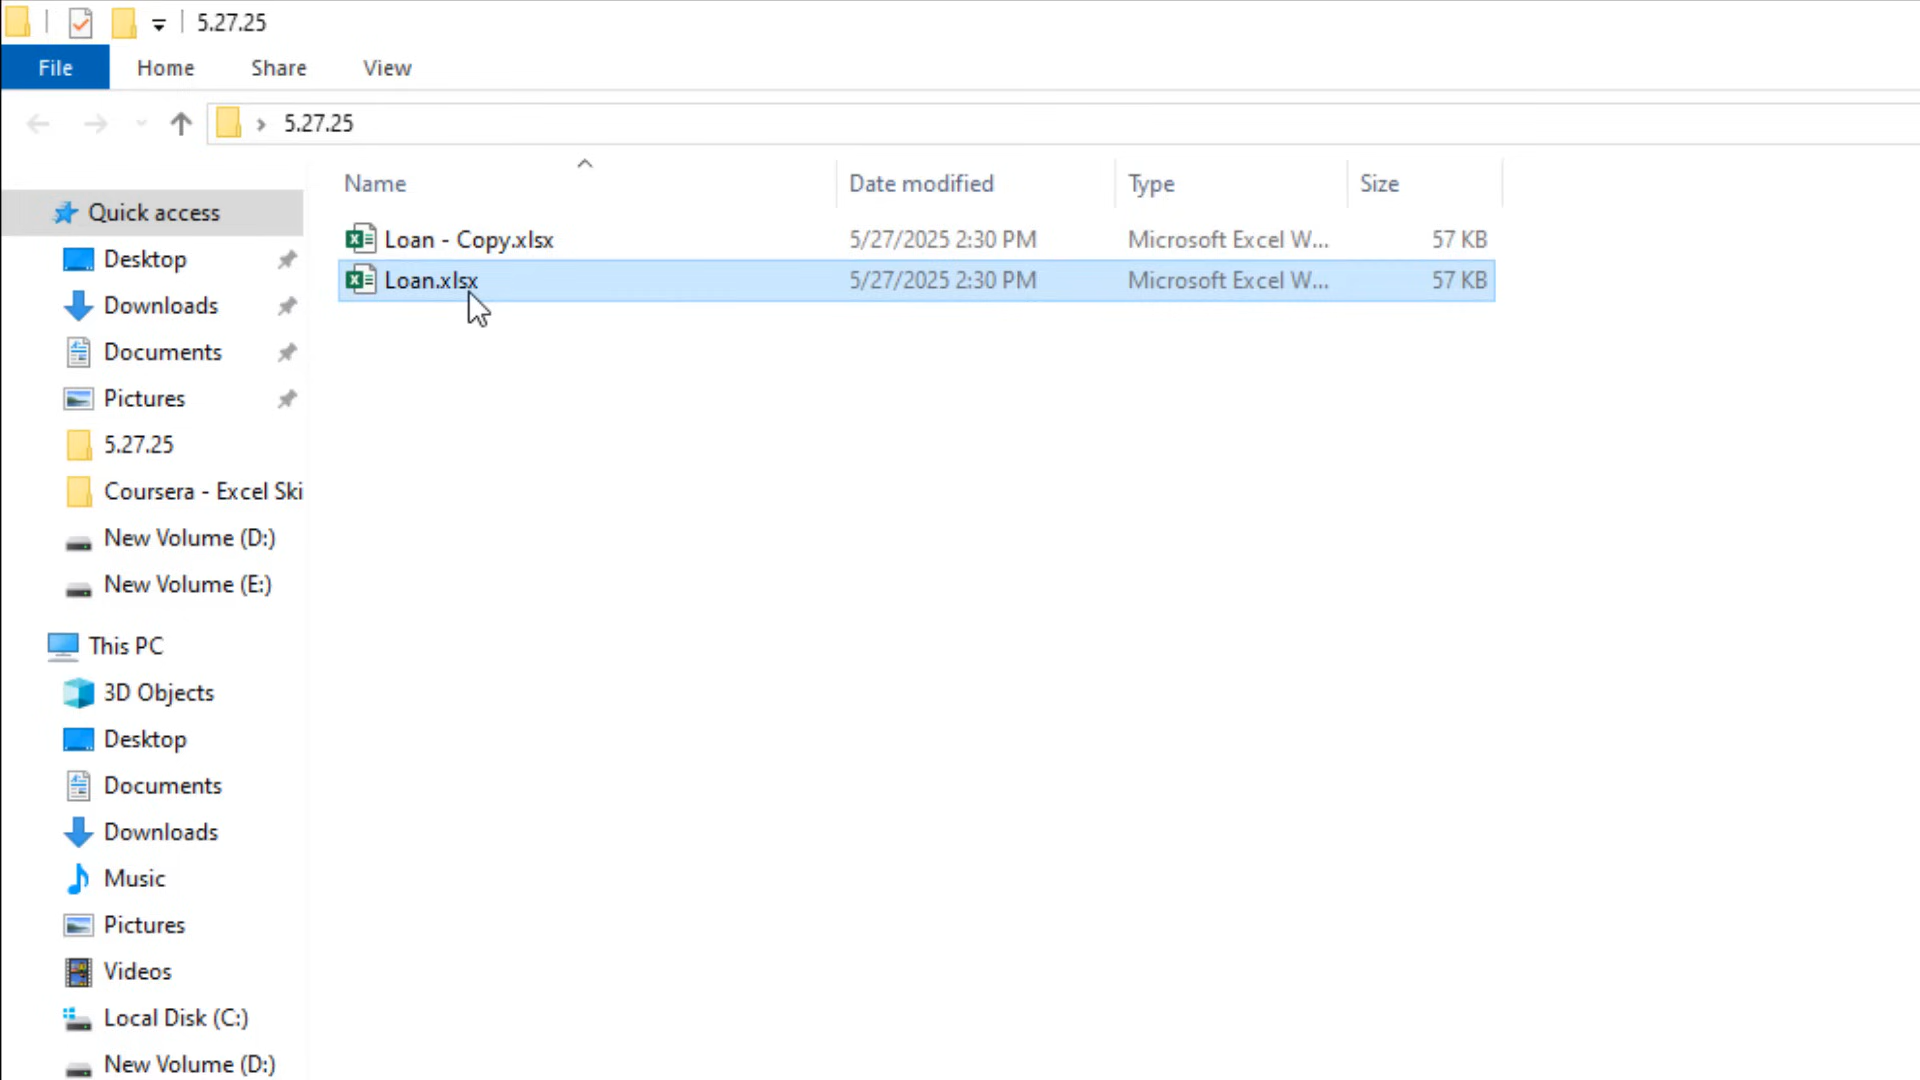 5.27.25
File Home Share View
5.27.25
Name Date modified Type Size
Loan - Copy.xlsx 5/27/2025 2:30 PM Microsoft Excel W... 57 KB
Loan.xlsx 5/27/2025 2:30 PM Microsoft Excel W... 57 KB
Quick access
Desktop
Downloads
Documents
Pictures
5.27.25
Coursera - Excel Ski
New Volume (D:)
New Volume (E:)
This PC
3D Objects
Desktop
Documents
Downloads
Music
Pictures
Videos
Local Disk (C:)
New Volume (D:)